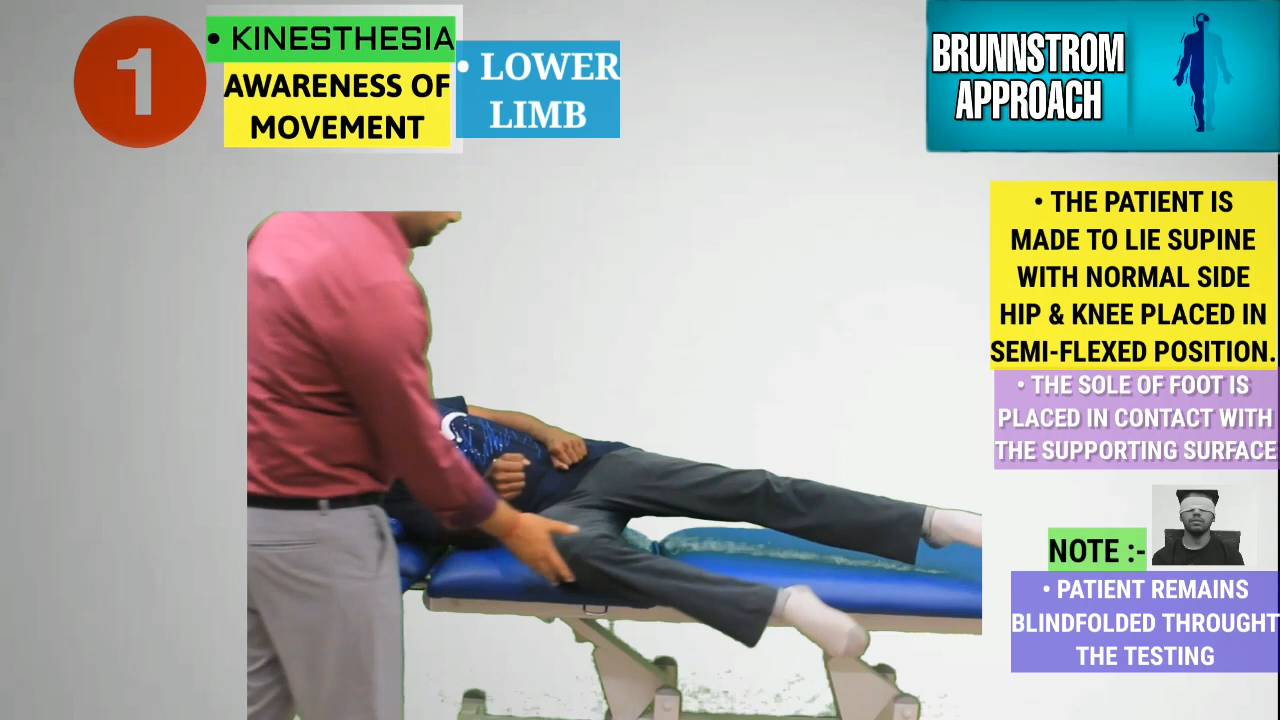 1
• KINESTHESIA
AWARENESS OF
MOVEMENT
• LOWER
LIMB
BRUNNSTROM
APPROACH
• THE PATIENT IS
MADE TO LIE SUPINE
WITH NORMAL SIDE
HIP & KNEE PLACED IN
SEMI-FLEXED POSITION.
• THE SOLE OF FOOT IS
PLACED IN CONTACT WITH
THE SUPPORTING SURFACE
NOTE :-
• PATIENT REMAINS
BLINDFOLDED THROUGHT
THE TESTING